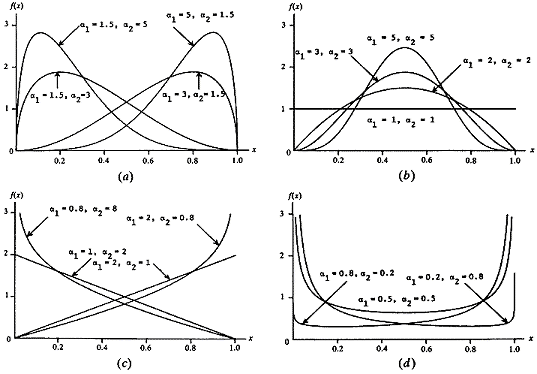 f(x)
3
2
1
0
0.2
0.4
0.6
0.8
1.0
x
α1 = 1.5, α2 = 5
α1 = 5, α2 = 1.5
α1 = 1.5, α2=3
α1=3, α2= 1.5
(a)
f(x)
3
2
1
0
0.2
0.4
0.6
0.8
1.0
x
α1 = 5, α2 = 5
α1 = 3, α2 = 3
α1 = 2, α2 = 2
α1 = 1, α2 = 1
(b)
f(x)
3
2
1
0
0.2
0.4
0.6
0.8
1.0
x
α1=0.8, α2 = 8
α1=2, α2=0.8
α1=1, α2 = 2
α1=2, α2=1
(c)
f(x)
3
2
1
0
0.2
0.4
0.6
0.8
1.0
x
α1=0.8, α2=0.2
α1=0.2, α2=0.8
α1=0.5, α2=0.5
(d)